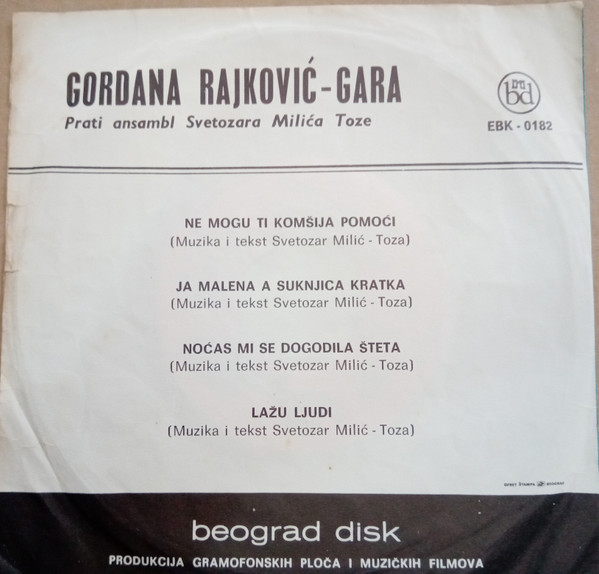 GORDANA RAJKOVIĆ-GARA
Prati ansambl Svetozara Milića Toze
bd
EBK - 0182
NE MOGU TI KOMŠIJA POMOĆI
(Muzika i tekst Svetozar Milić - Toza)
JA MALENA A SUKNJICA KRATKA
(Muzika i tekst Svetozar Milić - Toza)
NOĆAS MI SE DOGODILA ŠTETA
(Muzika i tekst Svetozar Milić - Toza)
LAŽU LJUDI
(Muzika i tekst Svetozar Milić - Toza)
beograd disk
PRODUKCIJA GRAMOFONSKIH PLOČA I MUZIČKIH FILMOVA